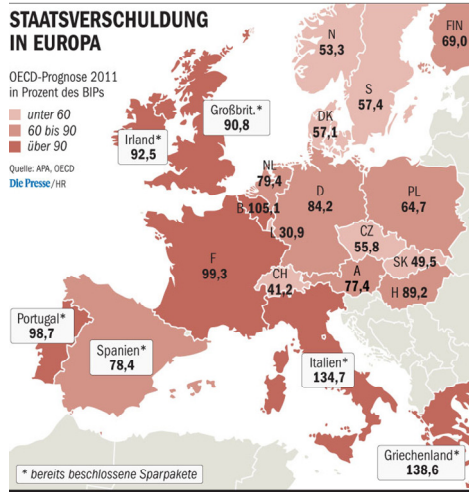 STAATSVERSCHULDUNG
IN EUROPA
OECD-Prognose 2011
in Prozent des BIPs
unter 60
60 bis 90
über 90
Quelle: APA, OECD
Die Presse/HR
N
53,3
FIN
69,0
S
57,4
Großbrit.*
90,8
DK
57,1
Irland*
92,5
NL
79,4
D
84,2
PL
64,7
B 105,1
L 30,9
CZ
55,8
SK 49,5
F
99,3
CH
41,2
A
77,4
H 89,2
Portugal*
98,7
Spanien*
78,4
Italien*
134,7
Griechenland*
138,6
* bereits beschlossene Sparpakete